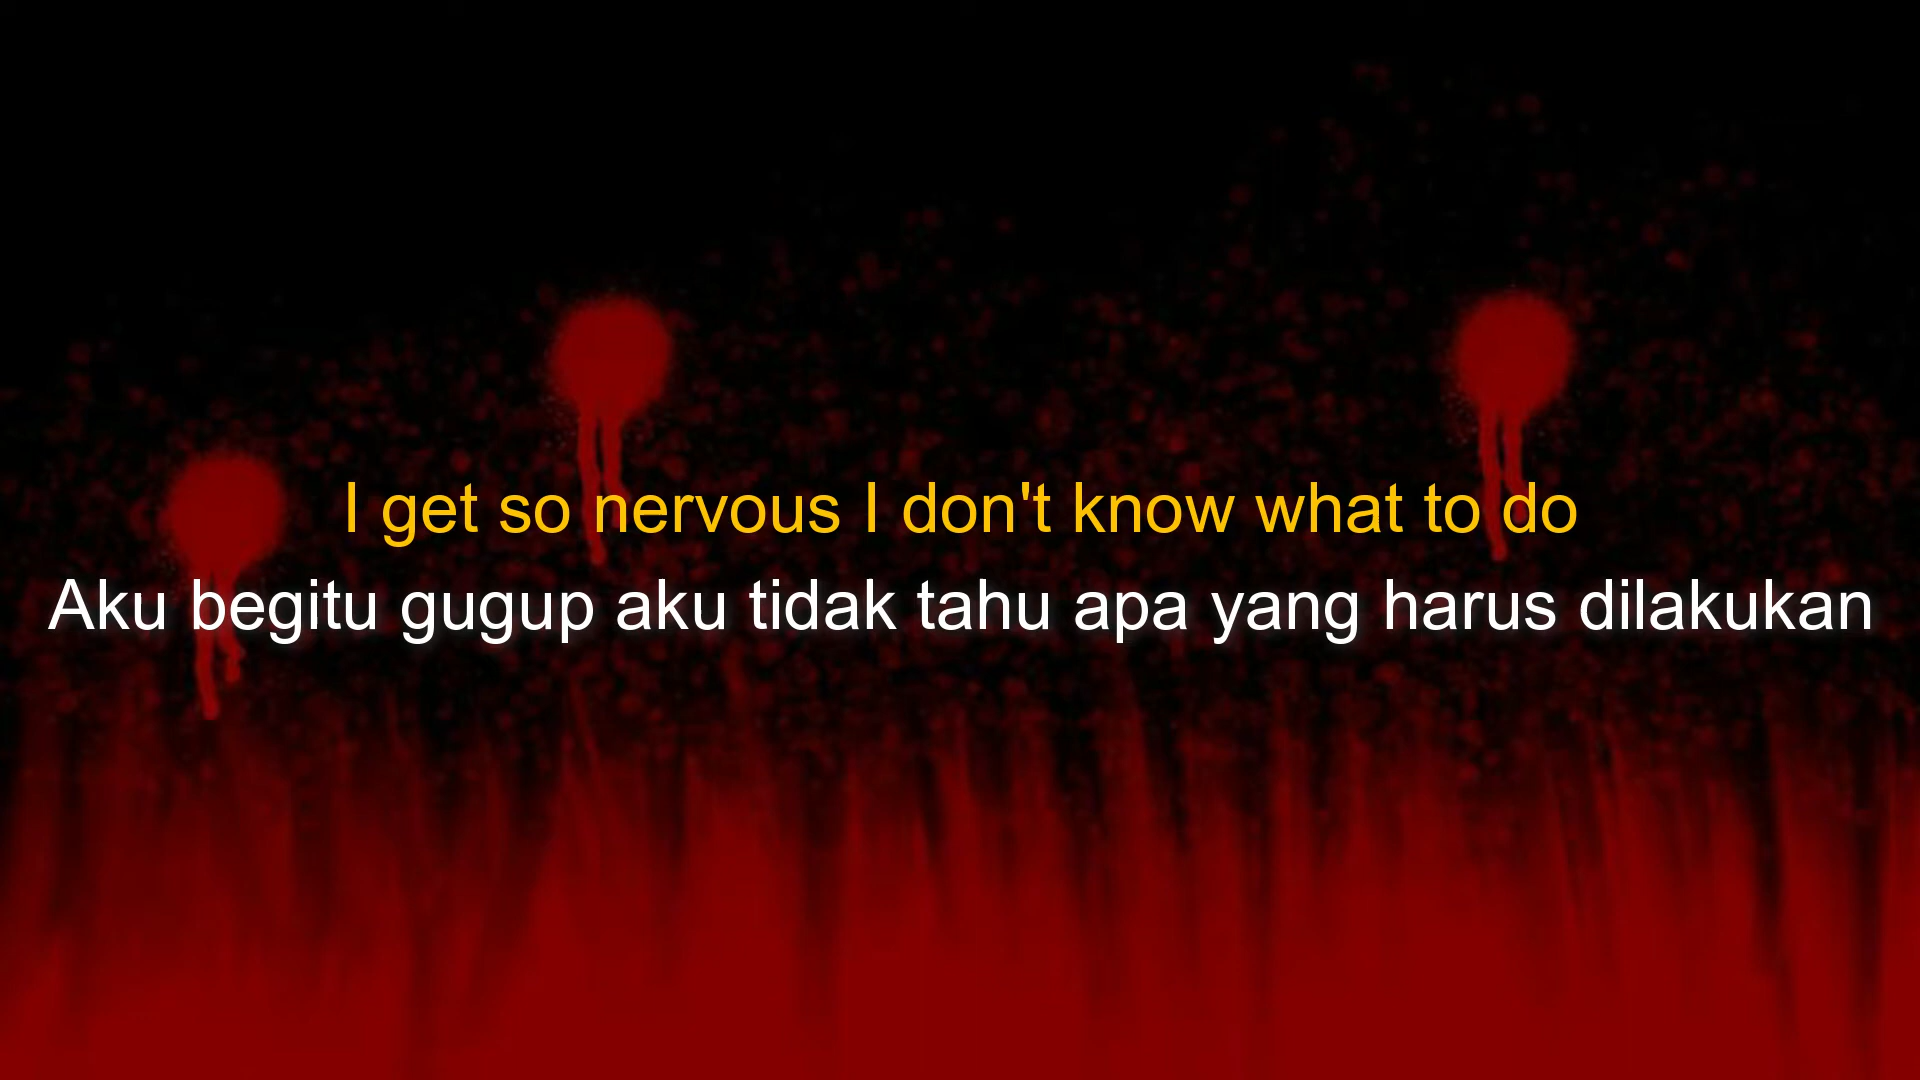 I get so nervous I don't know what to do
Aku begitu gugup aku tidak tahu apa yang harus dilakukan